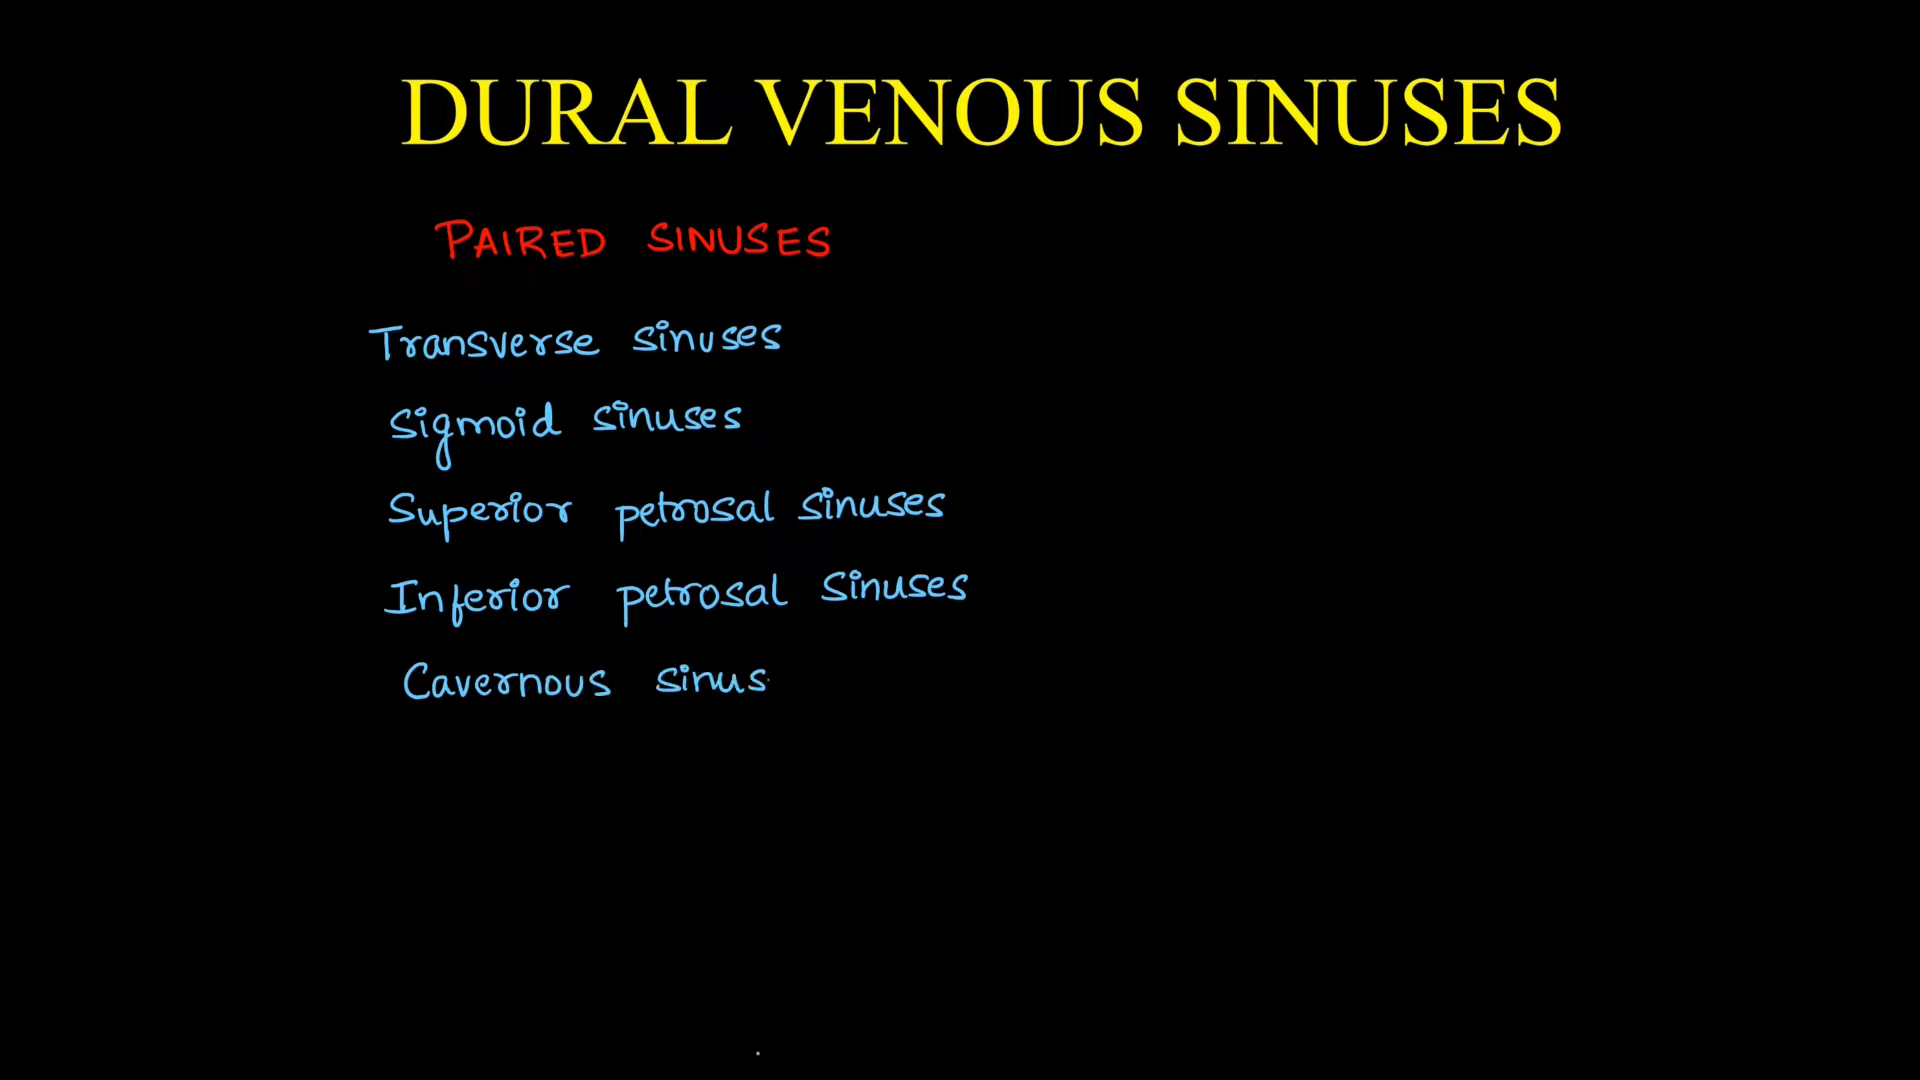 DURAL VENOUS SINUSES
PAIRED SINUSES
Transverse sinuses
Sigmoid sinuses
Superior petrosal sinuses
Inferior petrosal sinuses
Cavernous sinus